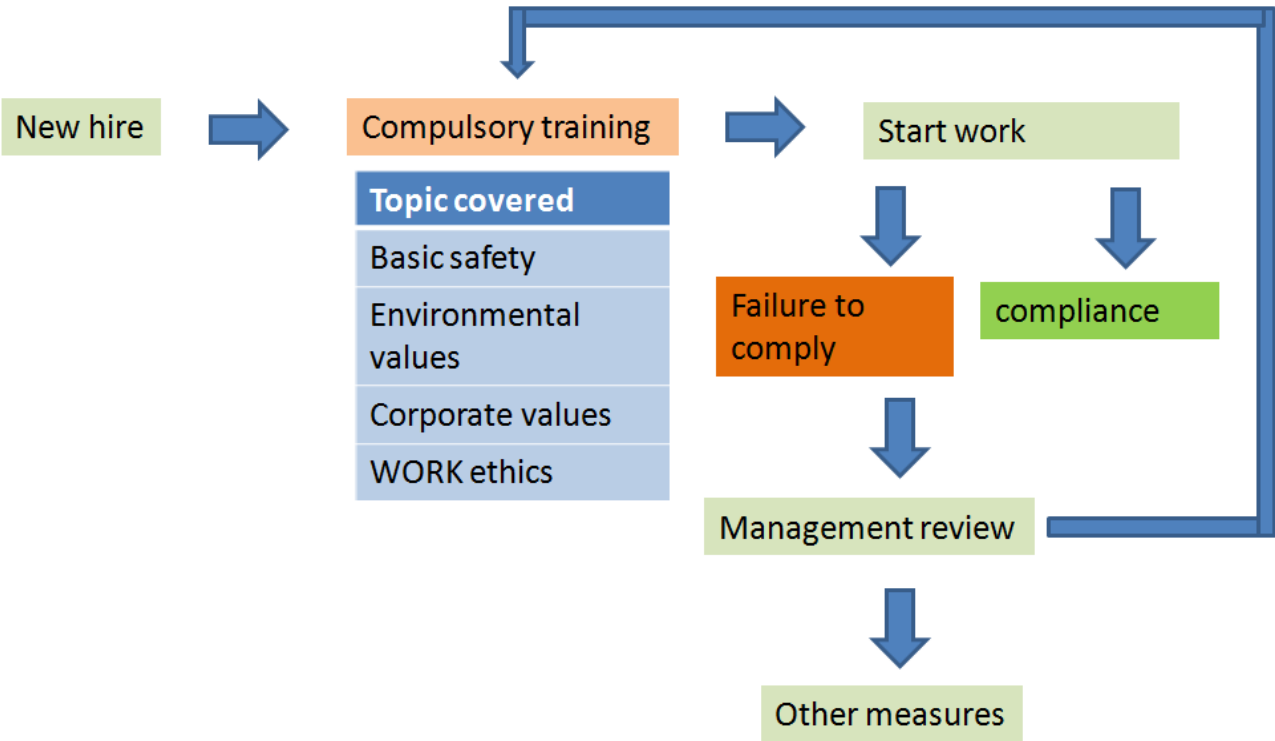 New hire
Compulsory training
Start work
Topic covered
Basic safety
Environmental
values
Corporate values
WORK ethics
Failure to
comply
compliance
Management review
Other measures